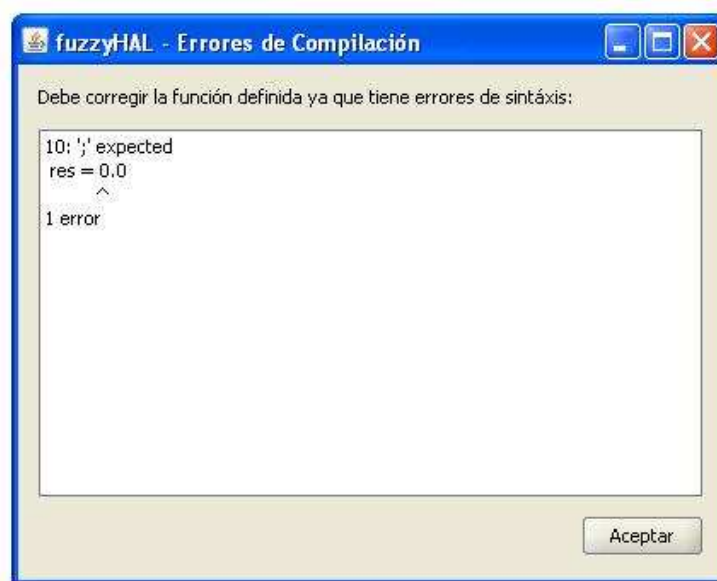 fuzzyHAL - Errores de Compilación
Debe corregir la función definida ya que tiene errores de sintáxis:
10: ';' expected
res = 0.0
^
1 error
Aceptar